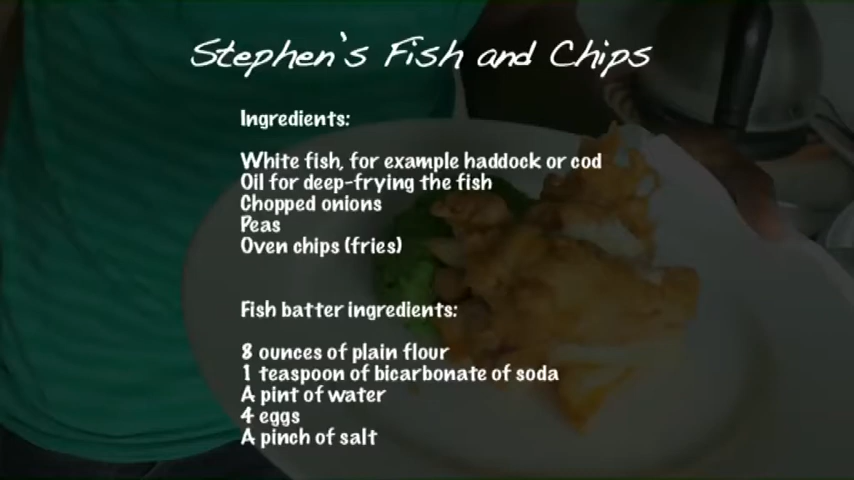 Stephen's Fish and Chips
Ingredients:
White fish, for example haddock or cod
Oil for deep-frying the fish
Chopped onions
Peas
Oven chips (fries)
Fish batter ingredients:
8 ounces of plain flour
1 teaspoon of bicarbonate of soda
A pint of water
4 eggs
A pinch of salt